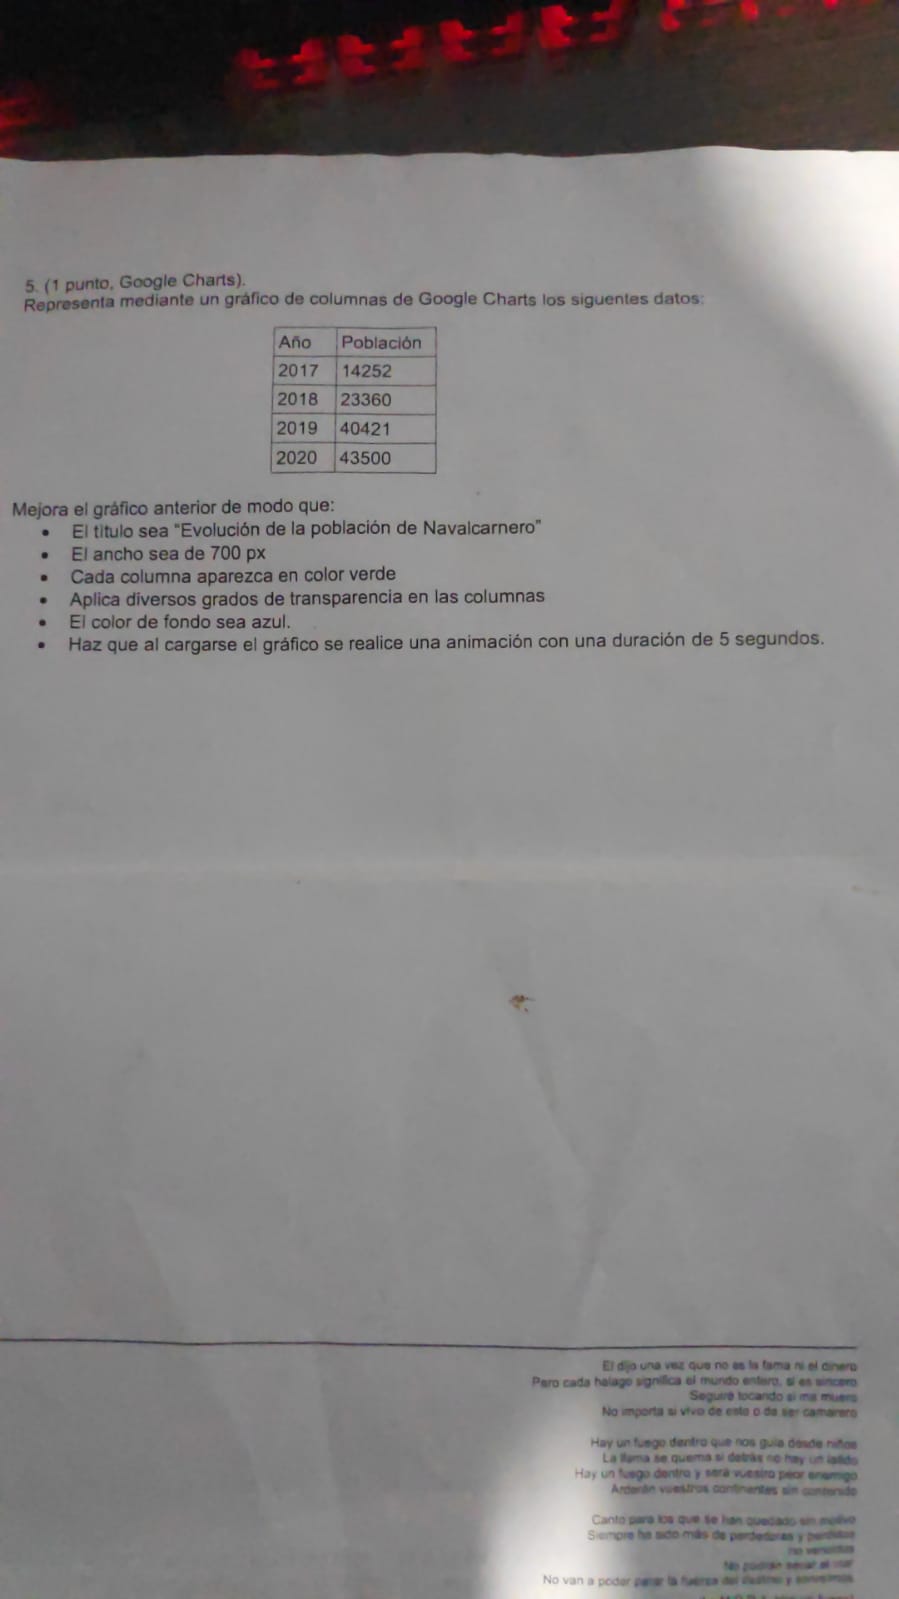 5. (1 punto, Google Charts).
Representa mediante un gráfico de columnas de Google Charts los siguentes datos:
Año Población
2017 14252
2018 23360
2019 40421
2020 43500
Mejora el gráfico anterior de modo que:
• El titulo sea “Evolución de la población de Navalcarnero”
• El ancho sea de 700 px
• Cada columna aparezca en color verde
• Aplica diversos grados de transparencia en las columnas
• El color de fondo sea azul.
• Haz que al cargarse el gráfico se realice una animación con una duración de 5 segundos.
El dijo una vez que no es la fama ni el dinero
Pero cada halago significa el mundo entero, si es sincero
Seguiré tocando si me muero
No importa si vivo de esto o de ser camarero
Hay un fuego dentro que nos guía desde niños
La llama se quema si detrás no hay un latido
Hay un fuego dentro y será vuestro peor enemigo
Arderán vuestros continentes sin contenido
Canto para los que se han quedado sin motivo
Siempre ha sido más de perdedores y perdidos
no vencidos
No podrán secar el mar
No van a poder parar la fuerza del destino y